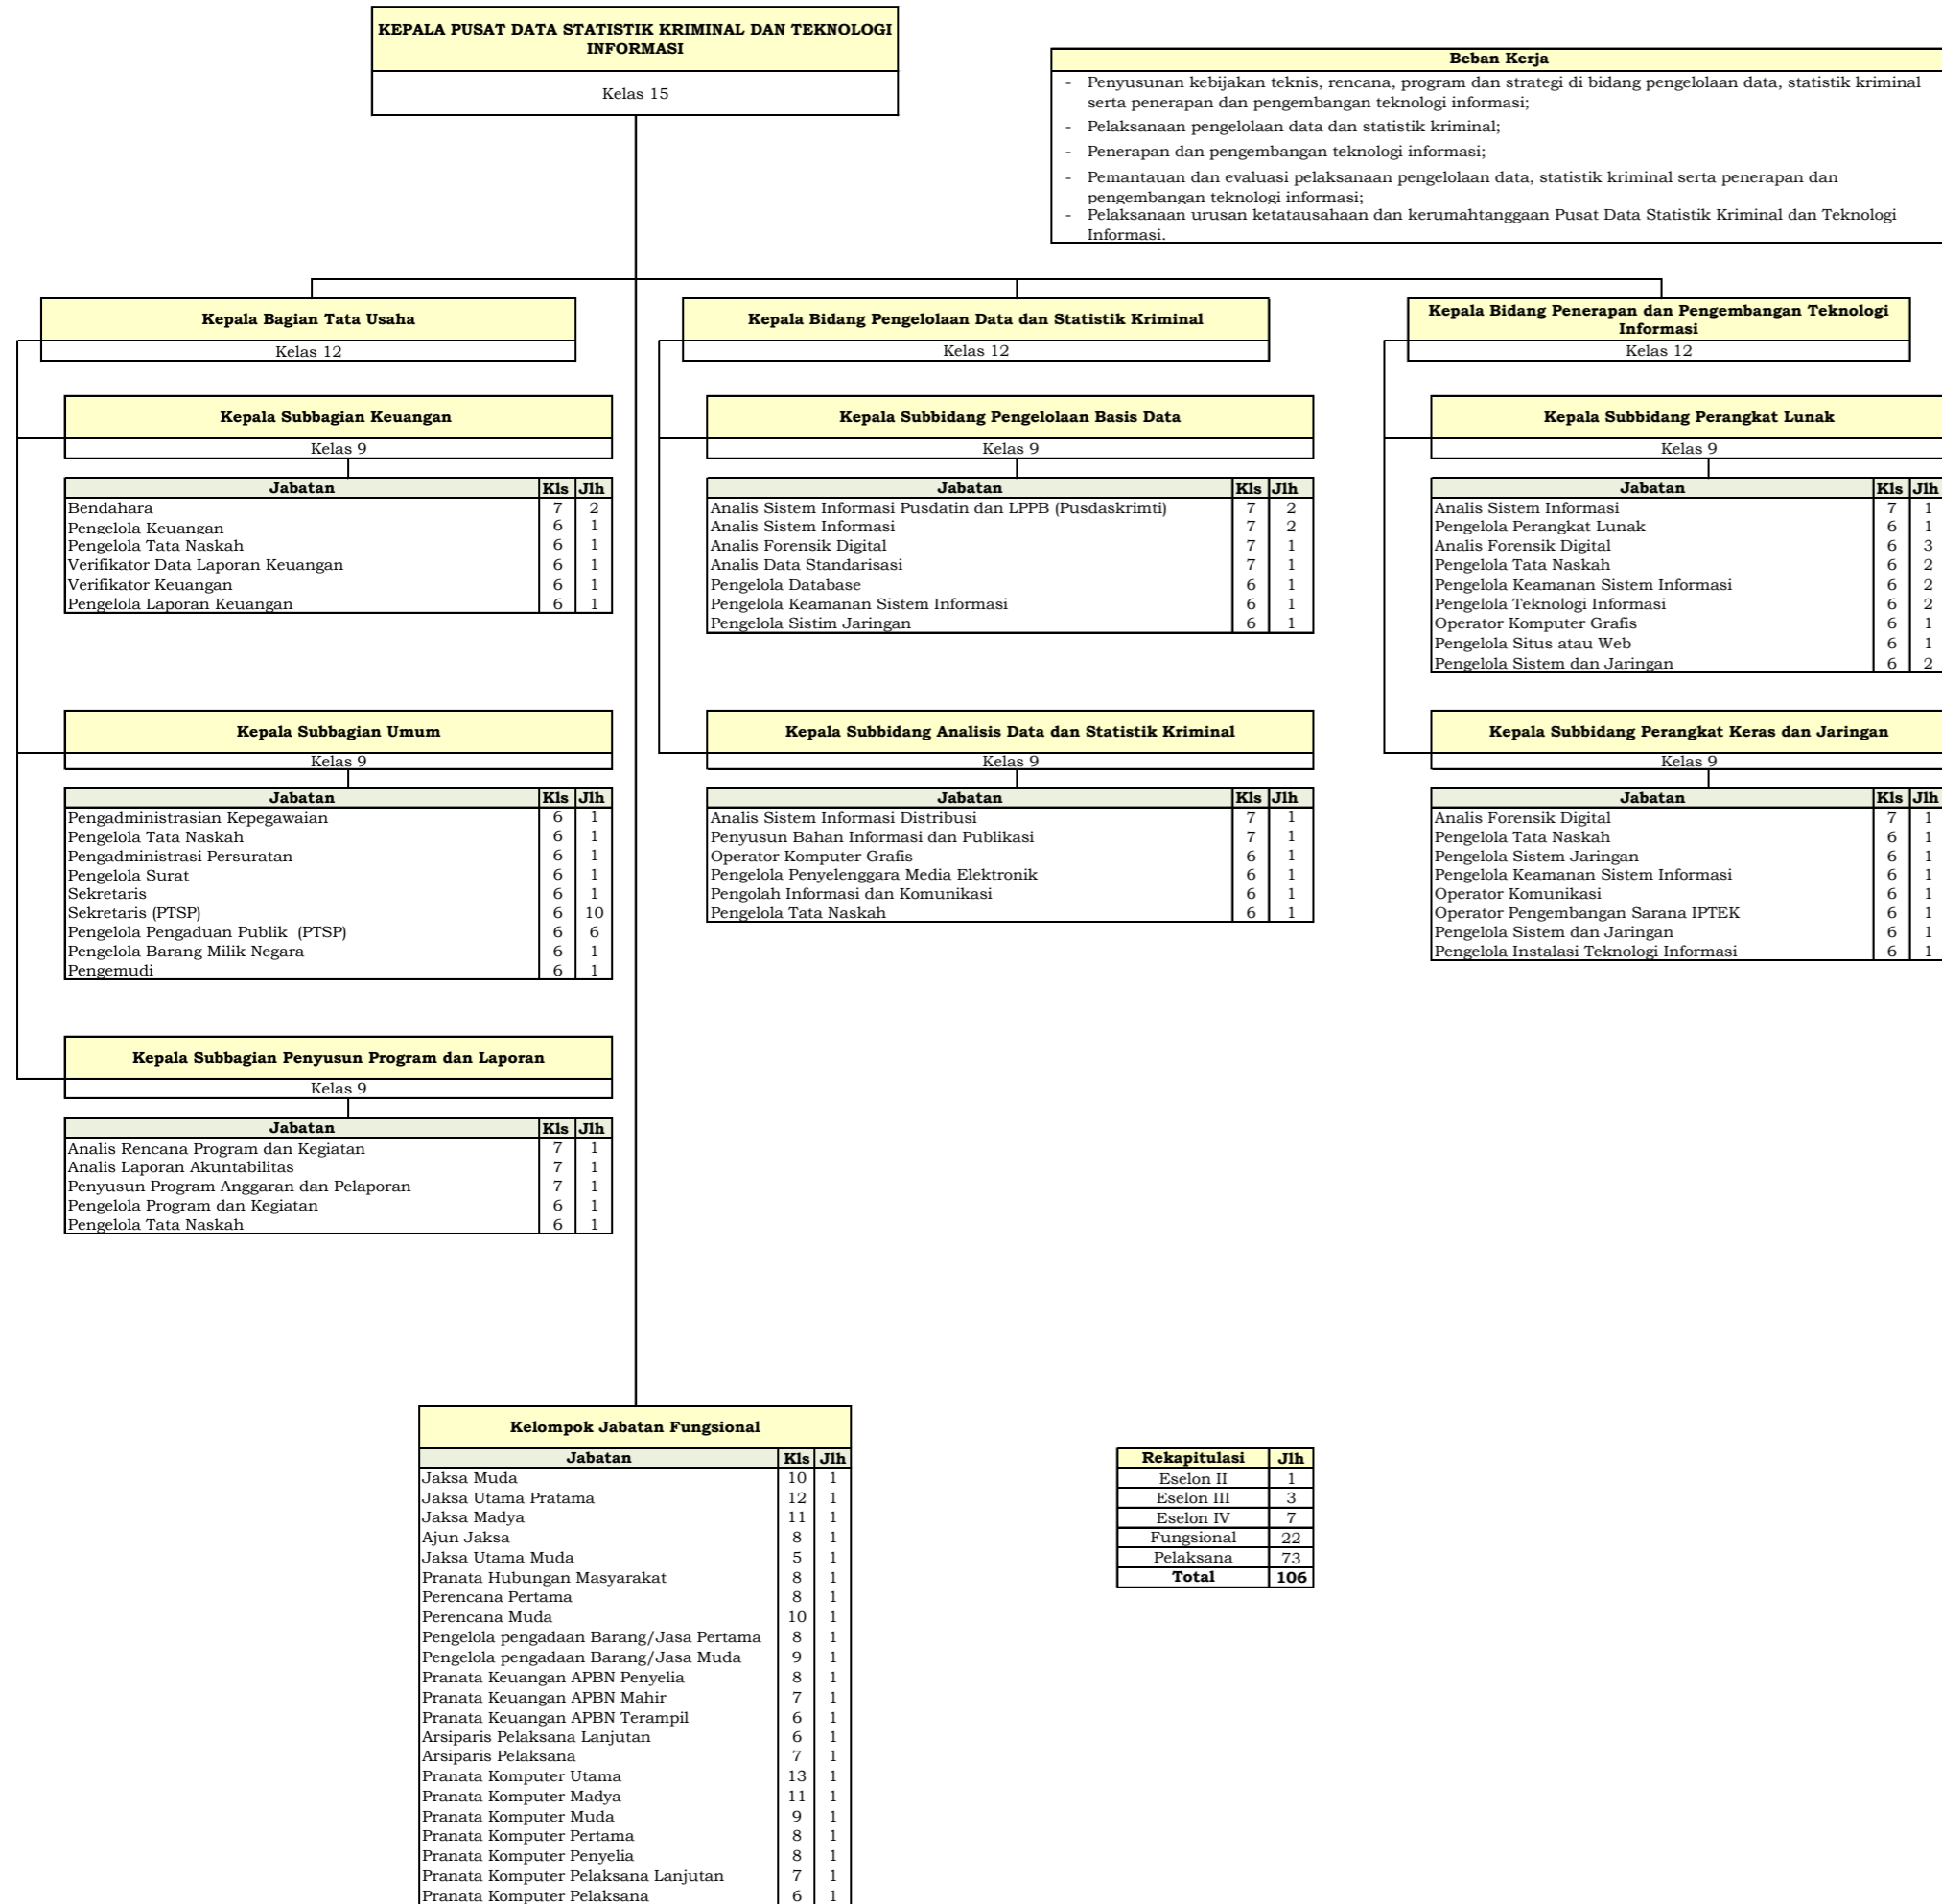 KEPALA PUSAT DATA STATISTIK KRIMINAL DAN TEKNOLOGI
INFORMASI
Kelas 15
Beban Kerja
- Penyusunan kebijakan teknis, rencana, program dan strategi di bidang pengelolaan data, statistik kriminal
serta penerapan dan pengembangan teknologi informasi;
- Pelaksanaan pengelolaan data dan statistik kriminal;
- Penerapan dan pengembangan teknologi informasi;
- Pemantauan dan evaluasi pelaksanaan pengelolaan data, statistik kriminal serta penerapan dan
pengembangan teknologi informasi;
- Pelaksanaan urusan ketatausahaan dan kerumahtanggaan Pusat Data Statistik Kriminal dan Teknologi
Informasi.
Kepala Bagian Tata Usaha
Kelas 12
Kepala Subbagian Keuangan
Kelas 9
Jabatan Kls Jlh
Bendahara 7 2
Pengelola Keuangan 6 1
Pengelola Tata Naskah 6 1
Verifikator Data Laporan Keuangan 6 1
Verifikator Keuangan 6 1
Pengelola Laporan Keuangan 6 1
Kepala Subbagian Umum
Kelas 9
Jabatan Kls Jlh
Pengadministrasian Kepegawaian 6 1
Pengelola Tata Naskah 6 1
Pengadministrasi Persuratan 6 1
Pengelola Surat 6 1
Sekretaris 6 1
Sekretaris (PTSP) 6 10
Pengelola Pengaduan Publik (PTSP) 6 6
Pengelola Barang Milik Negara 6 1
Pengemudi 6 1
Kepala Subbagian Penyusun Program dan Laporan
Kelas 9
Jabatan Kls Jlh
Analis Rencana Program dan Kegiatan 7 1
Analis Laporan Akuntabilitas 7 1
Penyusun Program Anggaran dan Pelaporan 7 1
Pengelola Program dan Kegiatan 6 1
Pengelola Tata Naskah 6 1
Kepala Bidang Pengelolaan Data dan Statistik Kriminal
Kelas 12
Kepala Subbidang Pengelolaan Basis Data
Kelas 9
Jabatan Kls Jlh
Analis Sistem Informasi Pusdatin dan LPPB (Pusdaskrimti) 7 2
Analis Sistem Informasi 7 2
Analis Forensik Digital 7 1
Analis Data Standarisasi 7 1
Pengelola Database 6 1
Pengelola Keamanan Sistem Informasi 6 1
Pengelola Sistim Jaringan 6 1
Kepala Subbidang Analisis Data dan Statistik Kriminal
Kelas 9
Jabatan Kls Jlh
Analis Sistem Informasi Distribusi 7 1
Penyusun Bahan Informasi dan Publikasi 7 1
Operator Komputer Grafis 6 1
Pengelola Penyelenggara Media Elektronik 6 1
Pengolah Informasi dan Komunikasi 6 1
Pengelola Tata Naskah 6 1
Kepala Bidang Penerapan dan Pengembangan Teknologi
Informasi
Kelas 12
Kepala Subbidang Perangkat Lunak
Kelas 9
Jabatan Kls Jlh
Analis Sistem Informasi 7 1
Pengelola Perangkat Lunak 6 1
Analis Forensik Digital 6 3
Pengelola Tata Naskah 6 2
Pengelola Keamanan Sistem Informasi 6 2
Pengelola Teknologi Informasi 6 2
Operator Komputer Grafis 6 1
Pengelola Situs atau Web 6 1
Pengelola Sistem dan Jaringan 6 2
Kepala Subbidang Perangkat Keras dan Jaringan
Kelas 9
Jabatan Kls Jlh
Analis Forensik Digital 7 1
Pengelola Tata Naskah 6 1
Pengelola Sistem Jaringan 6 1
Pengelola Keamanan Sistem Informasi 6 1
Operator Komunikasi 6 1
Operator Pengembangan Sarana IPTEK 6 1
Pengelola Sistem dan Jaringan 6 1
Pengelola Instalasi Teknologi Informasi 6 1
Kelompok Jabatan Fungsional
Jabatan Kls Jlh
Jaksa Muda 10 1
Jaksa Utama Pratama 12 1
Jaksa Madya 11 1
Ajun Jaksa 8 1
Jaksa Utama Muda 5 1
Pranata Hubungan Masyarakat 8 1
Perencana Pertama 8 1
Perencana Muda 10 1
Pengelola pengadaan Barang/Jasa Pertama 8 1
Pengelola pengadaan Barang/Jasa Muda 9 1
Pranata Keuangan APBN Penyelia 8 1
Pranata Keuangan APBN Mahir 7 1
Pranata Keuangan APBN Terampil 6 1
Arsiparis Pelaksana Lanjutan 6 1
Arsiparis Pelaksana 7 1
Pranata Komputer Utama 13 1
Pranata Komputer Madya 11 1
Pranata Komputer Muda 9 1
Pranata Komputer Pertama 8 1
Pranata Komputer Penyelia 8 1
Pranata Komputer Pelaksana Lanjutan 7 1
Pranata Komputer Pelaksana 6 1
Rekapitulasi Jlh
Eselon II 1
Eselon III 3
Eselon IV 7
Fungsional 22
Pelaksana 73
Total 106